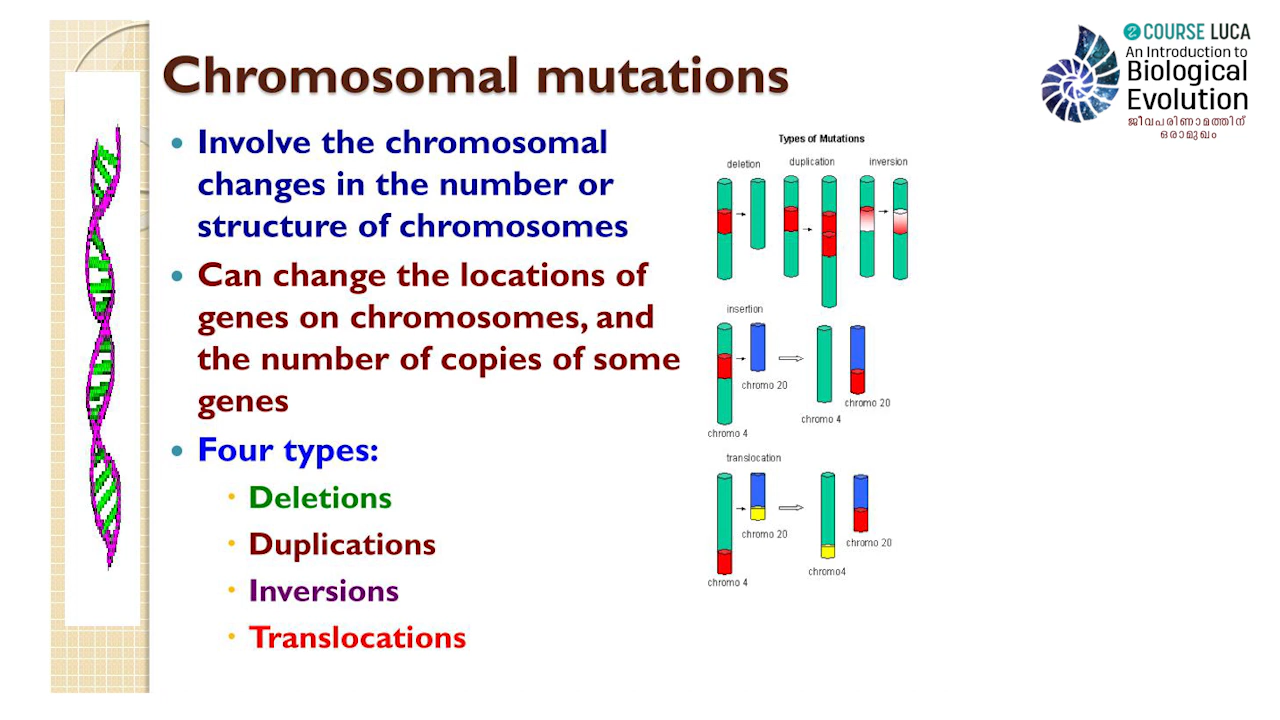 Chromosomal mutations
COURSE LUCA
An Introduction to
Biological
Evolution
ജീവപരിണാമത്തിന്
ഒരാമുഖം
• Involve the chromosomal
changes in the number or
structure of chromosomes
• Can change the locations of
genes on chromosomes, and
the number of copies of some
genes
• Four types:
• Deletions
• Duplications
• Inversions
• Translocations
Types of Mutations
deletion
duplication
inversion
insertion
chromo 20
chromo 4
chromo 4
chromo 20
translocation
chromo 20
chromo 4
chromo4
chromo 20